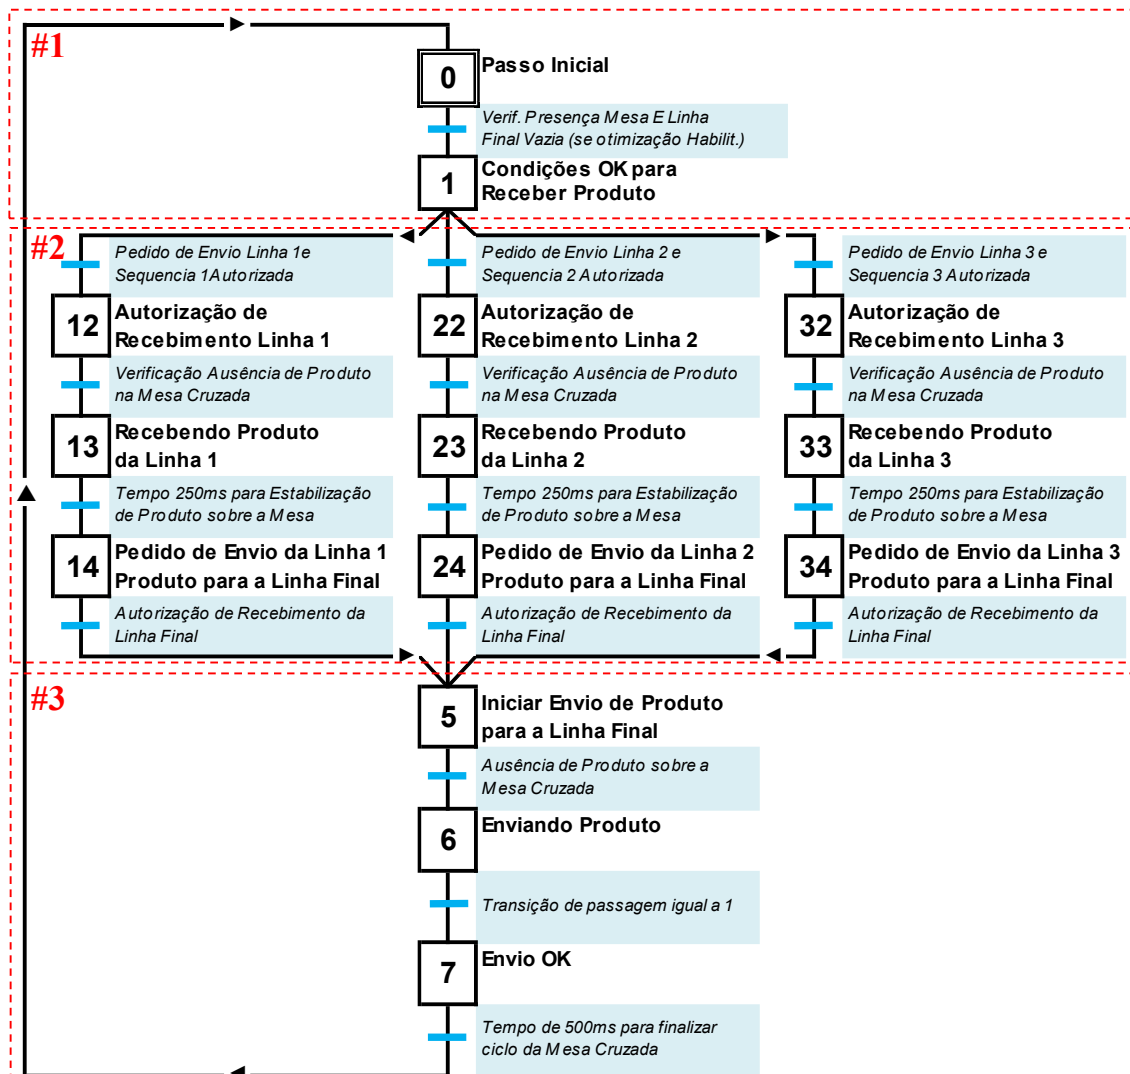 #1
0
Passo Inicial
Verif. Presença Mesa E Linha
Final Vazia (se otimização Habilit.)
1
Condições OK para
Receber Produto
#2
Pedido de Envio Linha 1 e
Sequencia 1 Autorizada
Pedido de Envio Linha 2 e
Sequencia 2 Autorizada
Pedido de Envio Linha 3 e
Sequencia 3 Autorizada
12
Autorização de
Recebimento Linha 1
22
Autorização de
Recebimento Linha 2
32
Autorização de
Recebimento Linha 3
Verificação Ausência de Produto
na Mesa Cruzada
Verificação Ausência de Produto
na Mesa Cruzada
Verificação Ausência de Produto
na Mesa Cruzada
13
Recebendo Produto
da Linha 1
23
Recebendo Produto
da Linha 2
33
Recebendo Produto
da Linha 3
Tempo 250ms para Estabilização
de Produto sobre a Mesa
Tempo 250ms para Estabilização
de Produto sobre a Mesa
Tempo 250ms para Estabilização
de Produto sobre a Mesa
14
Pedido de Envio da Linha 1
Produto para a Linha Final
24
Pedido de Envio da Linha 2
Produto para a Linha Final
34
Pedido de Envio da Linha 3
Produto para a Linha Final
Autorização de Recebimento da
Linha Final
Autorização de Recebimento da
Linha Final
Autorização de Recebimento da
Linha Final
#3
5
Iniciar Envio de Produto
para a Linha Final
Ausência de Produto sobre a
Mesa Cruzada
6
Enviando Produto
Transição de passagem igual a 1
7
Envio OK
Tempo de 500ms para finalizar
ciclo da Mesa Cruzada